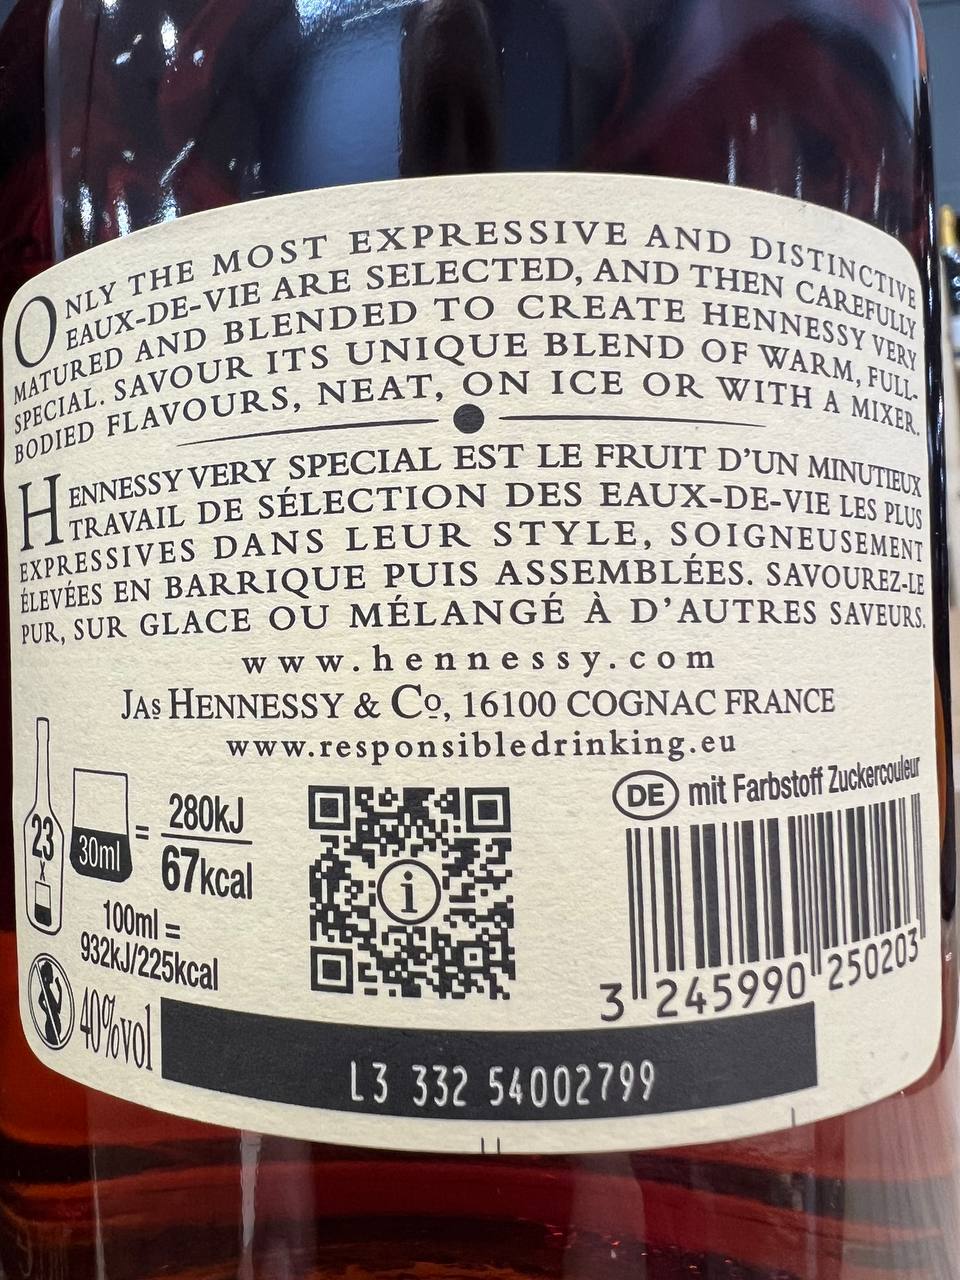 ONLY THE MOST EXPRESSIVE AND DISTINCTIVE
EAUX-DE-VIE ARE SELECTED, AND THEN CAREFULLY
MATURED AND BLENDED TO CREATE HENNESSY VERY
SPECIAL. SAVOUR ITS UNIQUE BLEND OF WARM, FULL-
BODIED FLAVOURS, NEAT, ON ICE OR WITH A MIXER.
HENNESSY VERY SPECIAL EST LE FRUIT D'UN MINUTIEUX
TRAVAIL DE SÉLECTION DES EAUX-DE-VIE LES PLUS
EXPRESSIVES DANS LEUR STYLE, SOIGNEUSEMENT
ÉLEVÉES EN BARRIQUE PUIS ASSEMBLÉES. SAVOUREZ-LE
PUR, SUR GLACE OU MÉLANGÉ À D'AUTRES SAVEURS.
www.hennessy.com
JAs HENNESSY & Co, 16100 COGNAC FRANCE
www.responsibledrinking.eu
23
x
30ml
=
280kJ
67kcal
100ml =
932kJ/225kcal
40%vol
i
DE mit Farbstoff Zuckercouleur
3 245990 250203
L3 332 54002799